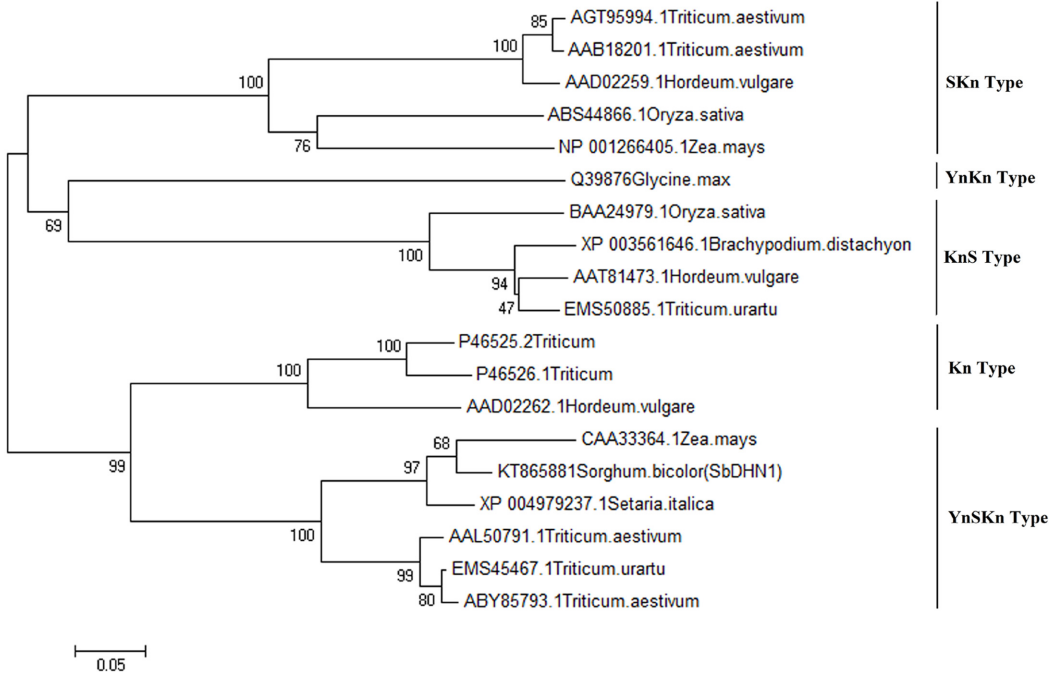 85
AGT95994.1Triticum.aestivum
100
AAB18201.1Triticum.aestivum
100
AAD02259.1Hordeum.vulgare
SKn Type
ABS44866.1Oryza.sativa
76
NP 001266405.1Zea.mays
Q39876Glycine.max
YnKn Type
69
BAA24979.1Oryza.sativa
100
XP 003561646.1Brachypodium.distachyon
KnS Type
94
AAT81473.1Hordeum.vulgare
47
EMS50885.1Triticum.urartu
100
P46525.2Triticum
100
P46526.1Triticum
Kn Type
AAD02262.1Hordeum.vulgare
99
68
CAA33364.1Zea.mays
97
KT865881Sorghum.bicolor(SbDHN1)
XP 004979237.1Setaria.italica
YnSKn Type
100
AAL50791.1Triticum.aestivum
99
EMS45467.1Triticum.urartu
80
ABY85793.1Triticum.aestivum
0.05